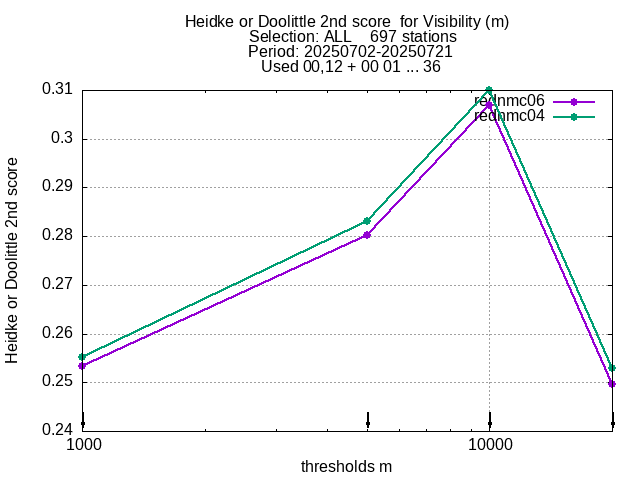 Heidke or Doolittle 2nd score  for Visibility (m)
Selection: ALL    697 stations
Period: 20250702-20250721
Used 00,12 + 00 01 ... 36
0.31
0.3
0.29
0.28
0.27
0.26
0.25
0.24
Heidke or Doolittle 2nd score
rednmc06
rednmc04
1000
10000
thresholds m